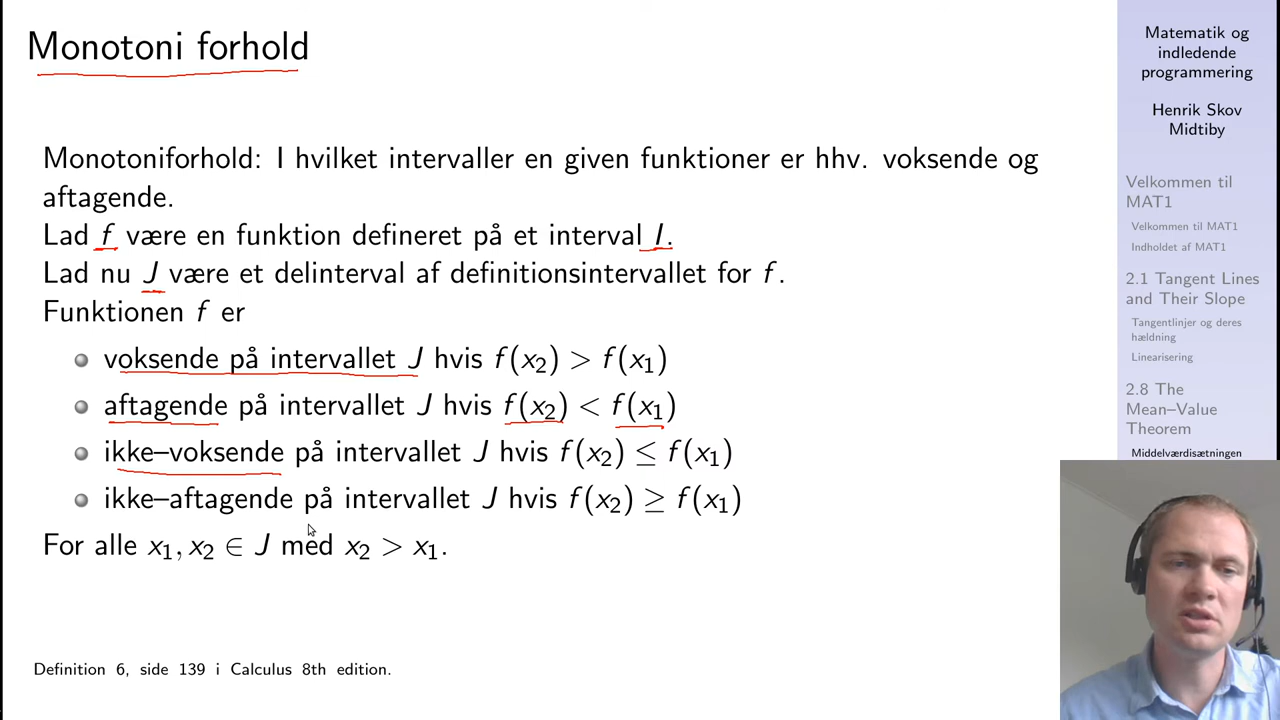 Monotoni forhold
Monotoniforhold: I hvilket intervaller en given funktioner er hhv. voksende og
aftagende.
Lad f være en funktion defineret på et interval I.
Lad nu J være et delinterval af definitionsintervallet for f.
Funktionen f er
voksende på intervallet J hvis f(x₂) > f(x₁)
aftagende på intervallet J hvis f(x₂) < f(x₁)
ikke–voksende på intervallet J hvis f(x₂) ≤ f(x₁)
ikke–aftagende på intervallet J hvis f(x₂) ≥ f(x₁)
For alle x₁, x₂ ∈ J med x₂ > x₁.
Definition 6, side 139 i Calculus 8th edition.
Matematik og
indledende
programmering
Henrik Skov
Midtiby
Velkommen til
MAT1
Velkommen til MAT1
Indholdet af MAT1
2.1 Tangent Lines
and Their Slope
Tangentlinjer og deres
hældning
Linearisering
2.8 The
Mean–Value
Theorem
Middelværdisætningen